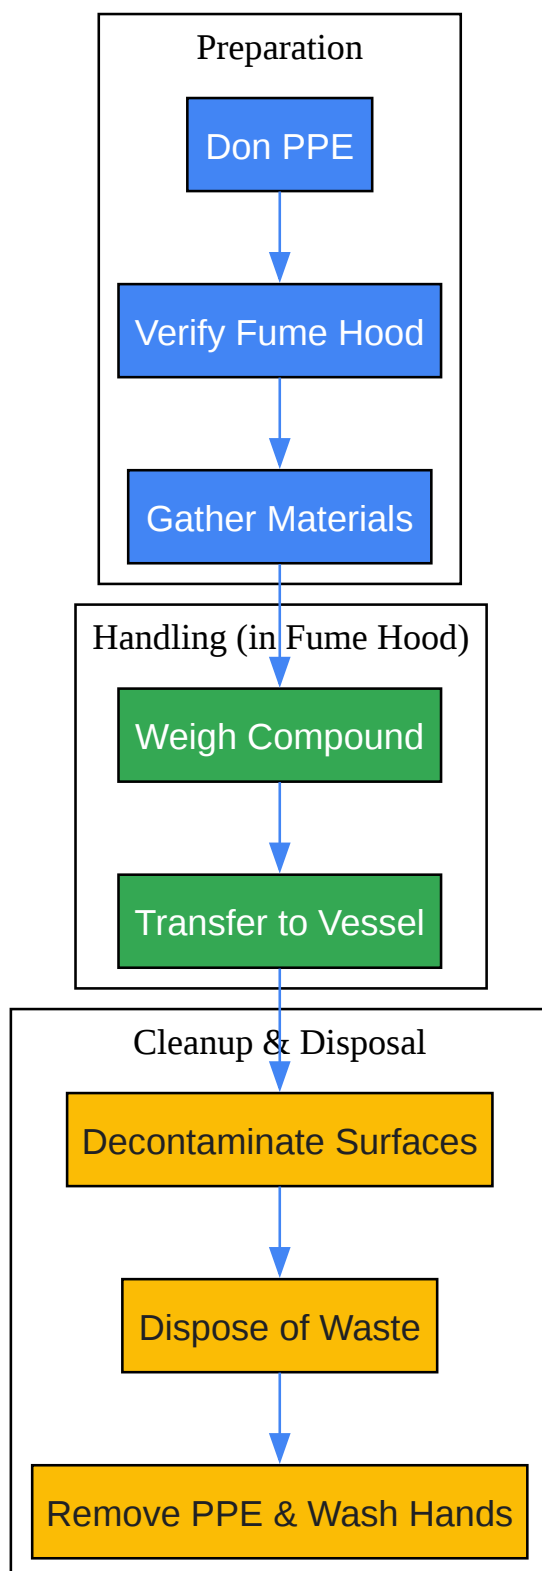 Preparation
Don PPE
Verify Fume Hood
Gather Materials
Handling (in Fume Hood)
Weigh Compound
Transfer to Vessel
Cleanup & Disposal
Decontaminate Surfaces
Dispose of Waste
Remove PPE & Wash Hands